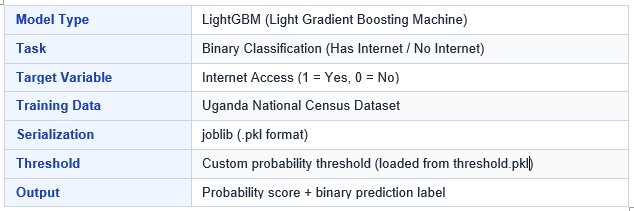 Model Type LightGBM (Light Gradient Boosting Machine)
Task Binary Classification (Has Internet / No Internet)
Target Variable Internet Access (1 = Yes, 0 = No)
Training Data Uganda National Census Dataset
Serialization joblib (.pkl format)
Threshold Custom probability threshold (loaded from threshold.pkl)
Output Probability score + binary prediction label